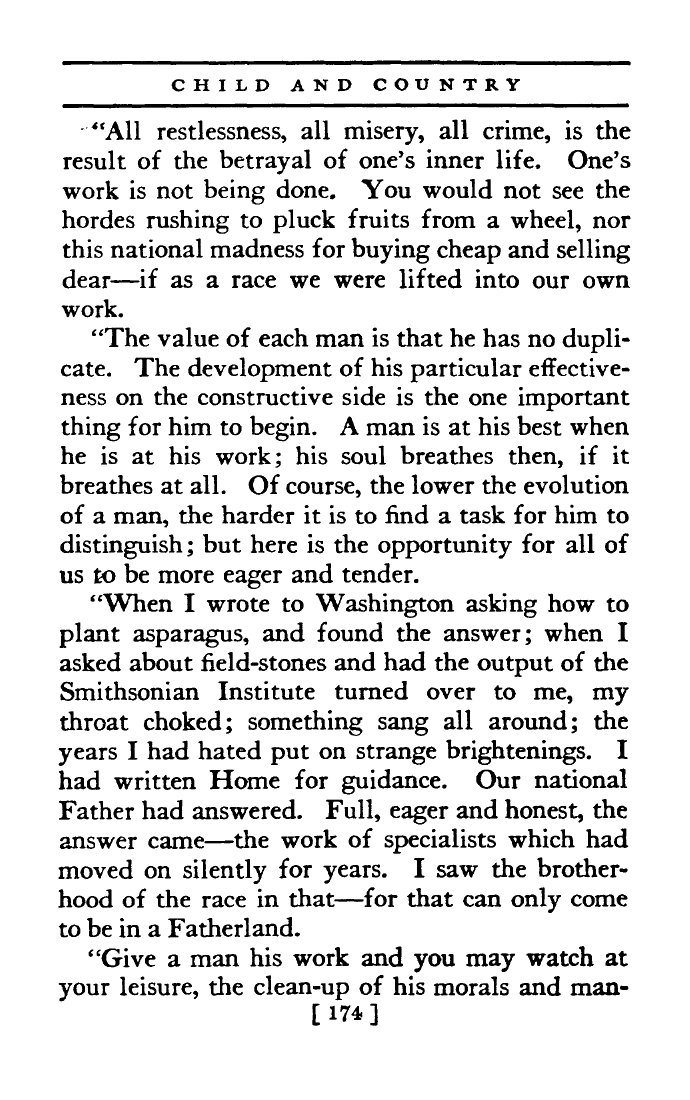 CHILD AND COUNTRY
“All restlessness, all misery, all crime, is the
result of the betrayal of one’s inner life. One’s
work is not being done. You would not see the
hordes rushing to pluck fruits from a wheel, nor
this national madness for buying cheap and selling
dear—if as a race we were lifted into our own
work.
“The value of each man is that he has no dupli-
cate. The development of his particular effective-
ness on the constructive side is the one important
thing for him to begin. A man is at his best when
he is at his work; his soul breathes then, if it
breathes at all. Of course, the lower the evolution
of a man, the harder it is to find a task for him to
distinguish; but here is the opportunity for all of
us to be more eager and tender.
“When I wrote to Washington asking how to
plant asparagus, and found the answer; when I
asked about field-stones and had the output of the
Smithsonian Institute turned over to me, my
throat choked; something sang all around; the
years I had hated put on strange brightenings. I
had written Home for guidance. Our national
Father had answered. Full, eager and honest, the
answer came—the work of specialists which had
moved on silently for years. I saw the brother-
hood of the race in that—for that can only come
to be in a Fatherland.
“Give a man his work and you may watch at
your leisure, the clean-up of his morals and man-
[ 174 ]